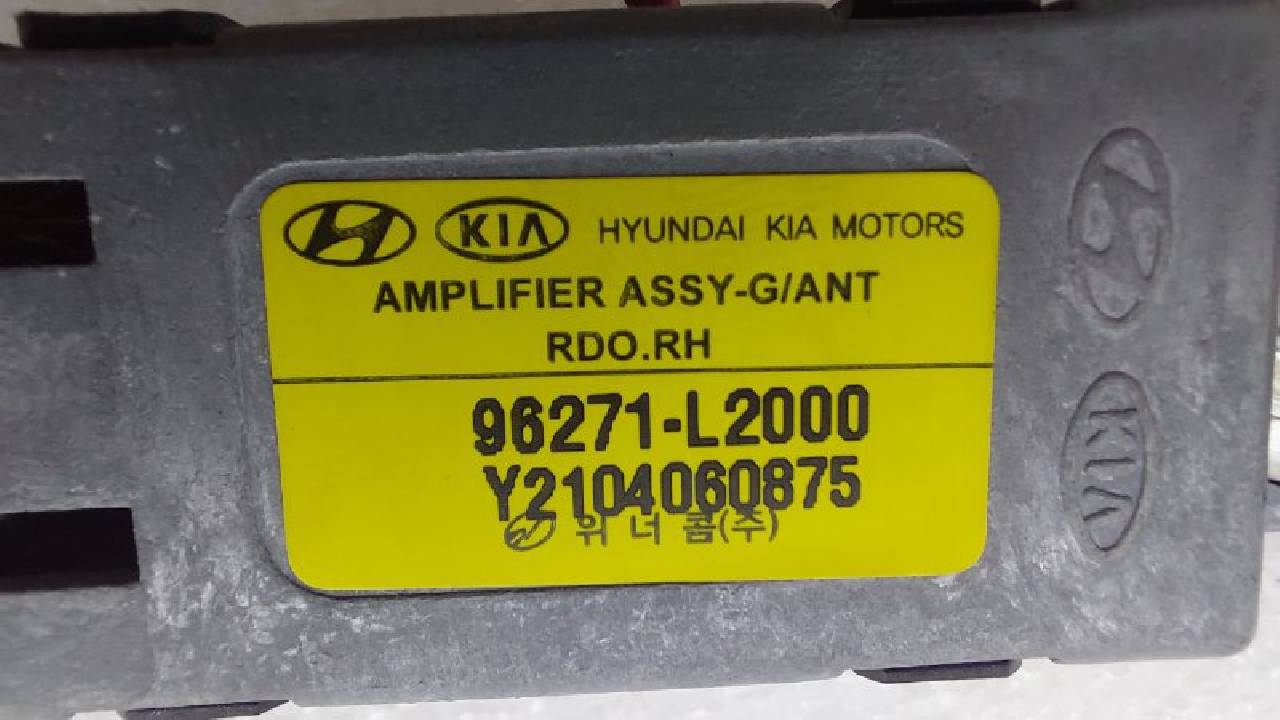 KIA HYUNDAI KIA MOTORS
AMPLIFIER ASSY-G/ANT
RDO.RH
96271-L2000
Y2104060875
위너콤(주)
KIA